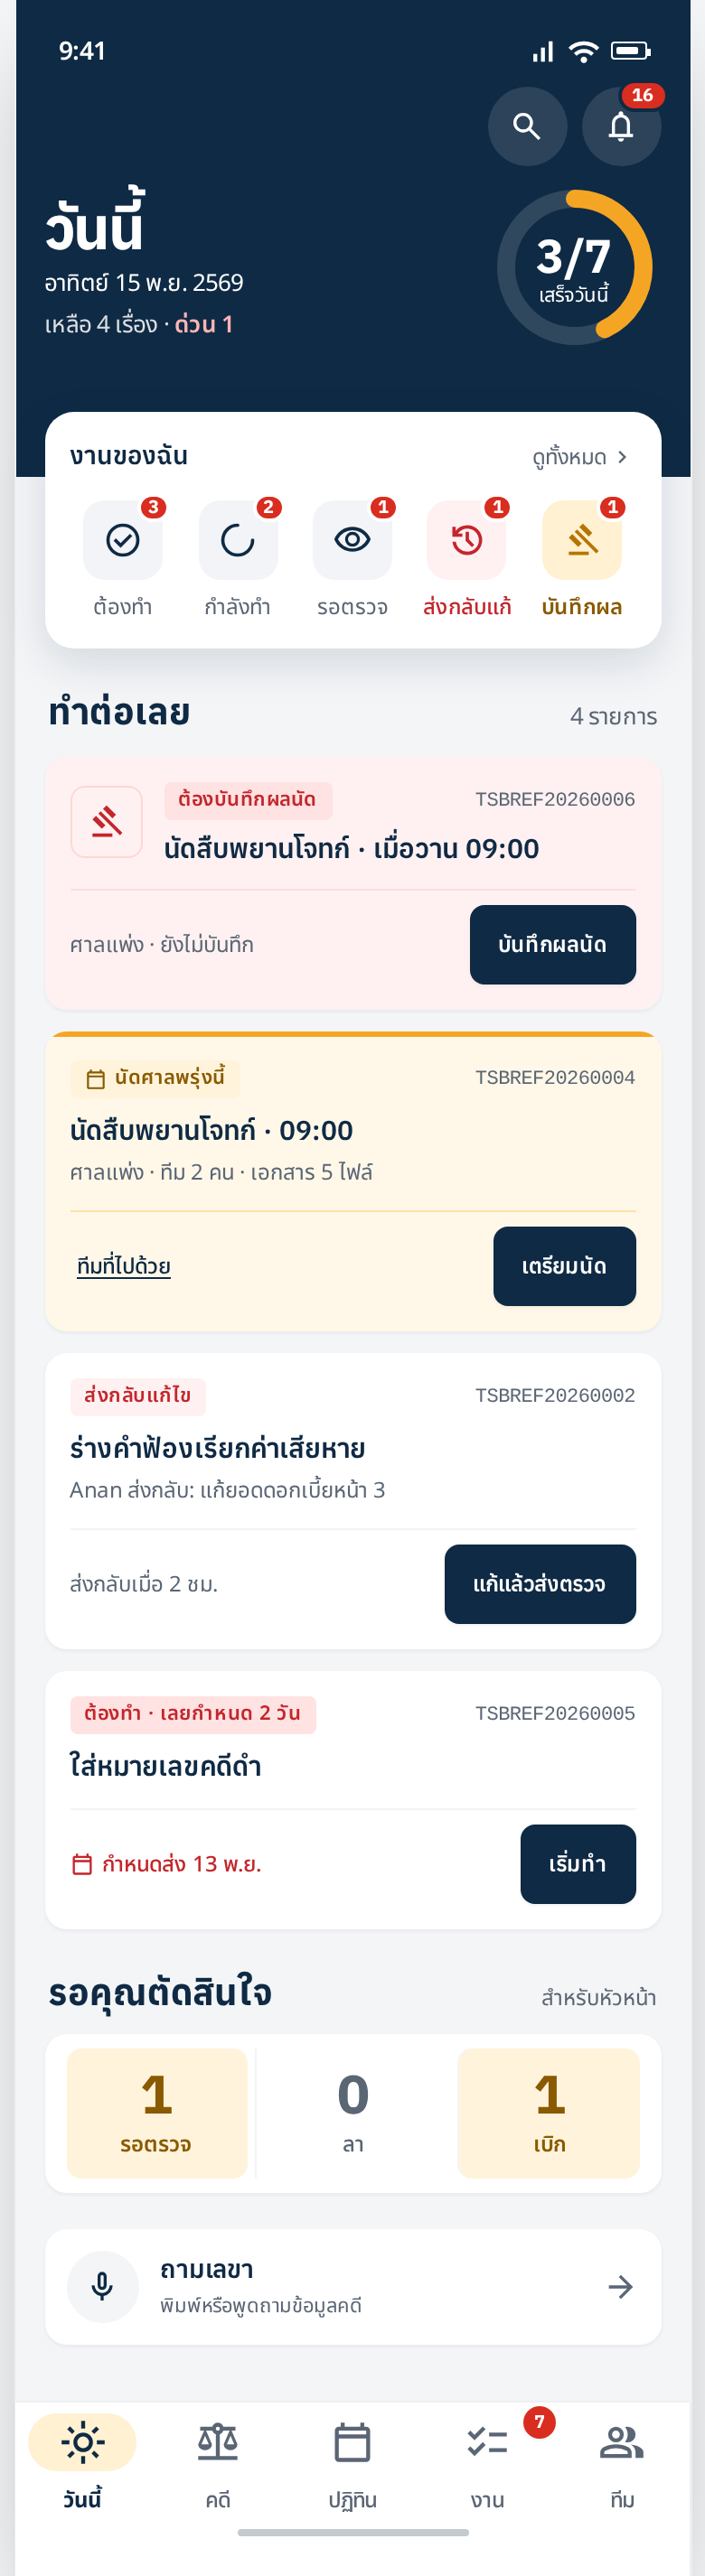 9:41
16
วันนี้
อาทิตย์ 15 พ.ย. 2569
เหลือ 4 เรื่อง · ด่วน 1
3/7
เสร็จวันนี้
งานของฉัน
ดูทั้งหมด
3
2
1
1
1
ต้องทำ
กำลังทำ
รอตรวจ
ส่งกลับแก้
บันทึกผล
ทำต่อเลย
4 รายการ
ต้องบันทึกผลนัด
TSBREF20260006
นัดสืบพยานโจทก์ · เมื่อวาน 09:00
ศาลแพ่ง · ยังไม่บันทึก
บันทึกผลนัด
นัดศาลพรุ่งนี้
TSBREF20260004
นัดสืบพยานโจทก์ · 09:00
ศาลแพ่ง · ทีม 2 คน · เอกสาร 5 ไฟล์
ทีมที่ไปด้วย
เตรียมนัด
ส่งกลับแก้ไข
TSBREF20260002
ร่างคำฟ้องเรียกค่าเสียหาย
Anan ส่งกลับ: แก้ยอดดอกเบี้ยหน้า 3
ส่งกลับเมื่อ 2 ชม.
แก้แล้วส่งตรวจ
ต้องทำ · เลยกำหนด 2 วัน
TSBREF20260005
ใส่หมายเลขคดีดำ
กำหนดส่ง 13 พ.ย.
เริ่มทำ
รอคุณตัดสินใจ
สำหรับหัวหน้า
1
0
1
รอตรวจ
ลา
เบิก
ถามเลขา
พิมพ์หรือพูดถามข้อมูลคดี
7
วันนี้
คดี
ปฏิทิน
งาน
ทีม